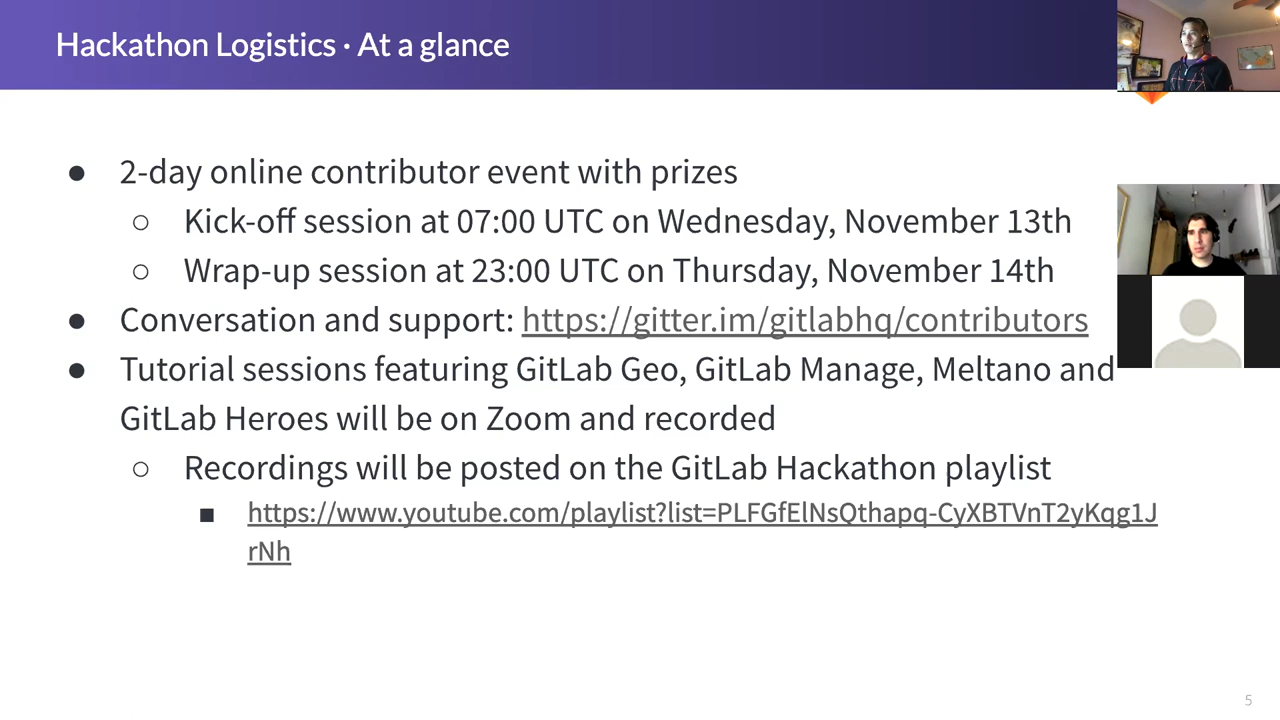 Hackathon Logistics · At a glance
● 2-day online contributor event with prizes
○ Kick-off session at 07:00 UTC on Wednesday, November 13th
○ Wrap-up session at 23:00 UTC on Thursday, November 14th
● Conversation and support: https://gitter.im/gitlabhq/contributors
● Tutorial sessions featuring GitLab Geo, GitLab Manage, Meltano and
GitLab Heroes will be on Zoom and recorded
○ Recordings will be posted on the GitLab Hackathon playlist
■ https://www.youtube.com/playlist?list=PLFGfElNsQthapq-CyXBTVnT2yKqg1J
rNh
5